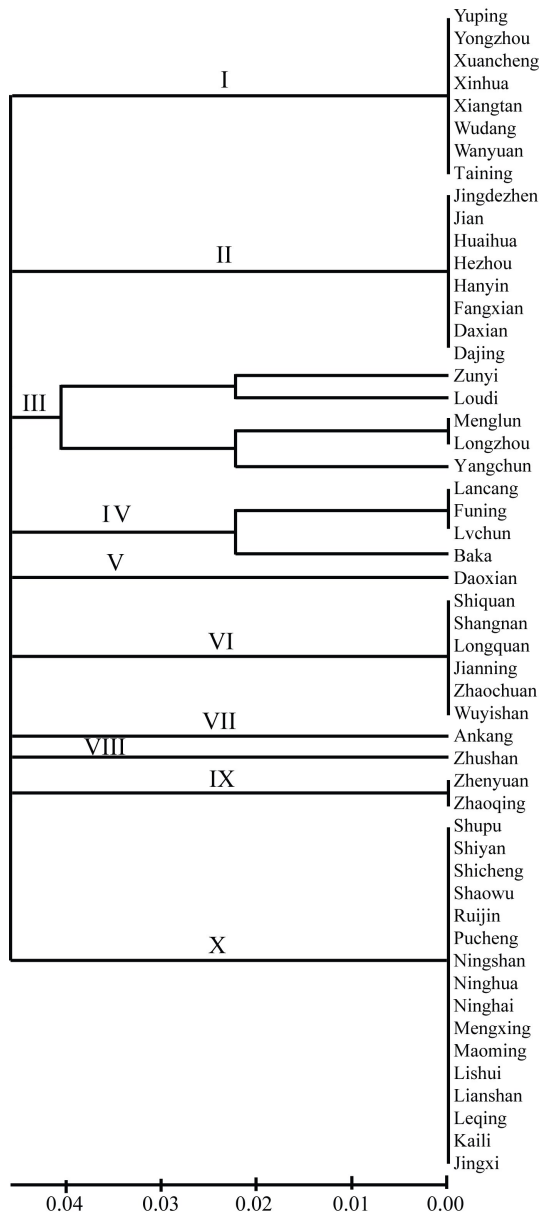 Yuping
Yongzhou
Xuancheng
Xinhua
I
Xiangtan
Wudang
Wanyuan
Taining
Jingdezhen
Jian
Huaihua
II
Hezhou
Hanyin
Fangxian
Daxian
Dajing
Zunyi
III
Loudi
Menglun
Longzhou
Yangchun
Lancang
IV
Funing
Lvchun
Baka
V
Daoxian
Shiquan
Shangnan
VI
Longquan
Jianning
Zhaochuan
Wuyishan
VII
Ankang
VIII
Zhushan
IX
Zhenyuan
Zhaoqing
Shupu
Shiyan
Shicheng
Shaowu
Ruijin
Pucheng
X
Ningshan
Ninghua
Ninghai
Mengxing
Maoming
Lishui
Lianshan
Leqing
Kaili
Jingxi
0.04 0.03 0.02 0.01 0.00